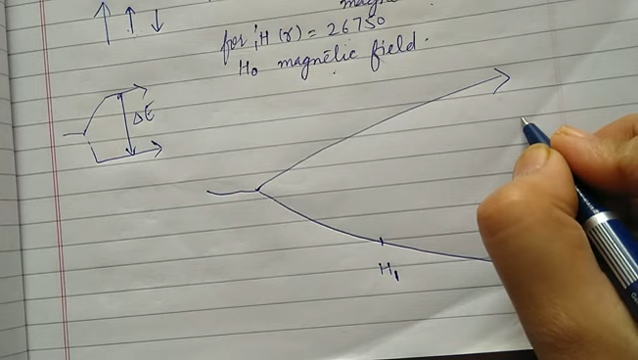 for ¹H (γ) = 26750
H₀ magnetic field.
ΔE
H₁